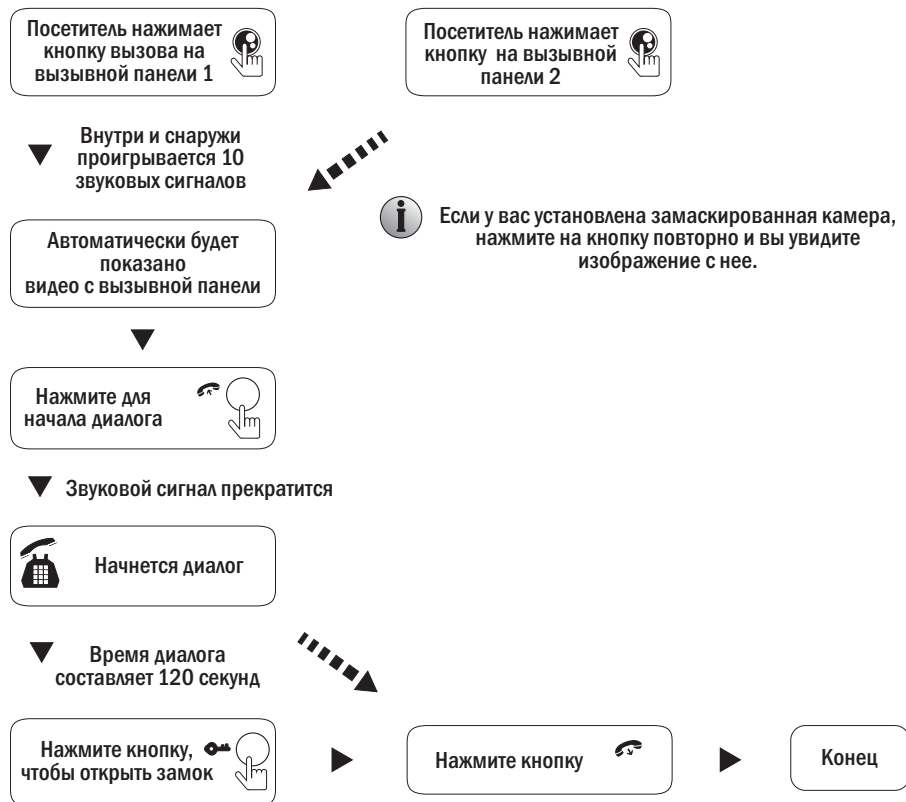 Посетитель нажимает
кнопку вызова на
вызывной панели 1
Посетитель нажимает
кнопку на вызывной
панели 2
Внутри и снаружи
проигрывается 10
звуковых сигналов
Если у вас установлена замаскированная камера,
нажмите на кнопку повторно и вы увидите
изображение с нее.
Автоматически будет
показано
видео с вызывной панели
Нажмите для
начала диалога
Звуковой сигнал прекратится
Начнется диалог
Время диалога
составляет 120 секунд
Нажмите кнопку,
чтобы открыть замок
Нажмите кнопку
Конец